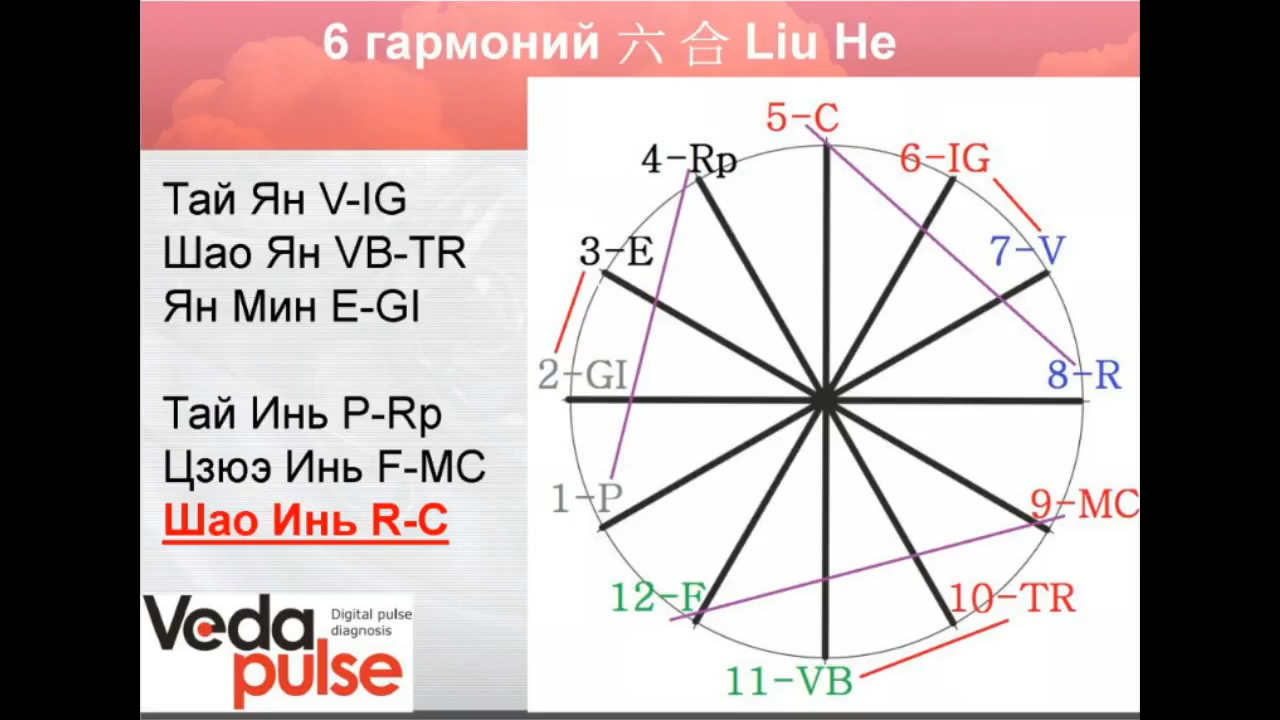 6 гармоний 六合 Liu He
Тай Ян V-IG
Шао Ян VB-TR
Ян Мин E-GI
Тай Инь P-Rp
Цзюэ Инь F-MC
Шао Инь R-C
Veda pulse
Digital pulse
diagnosis
5-C
4-Rp
6-IG
3-E
7-V
2-GI
8-R
1-P
9-MC
12-F
10-TR
11-VB